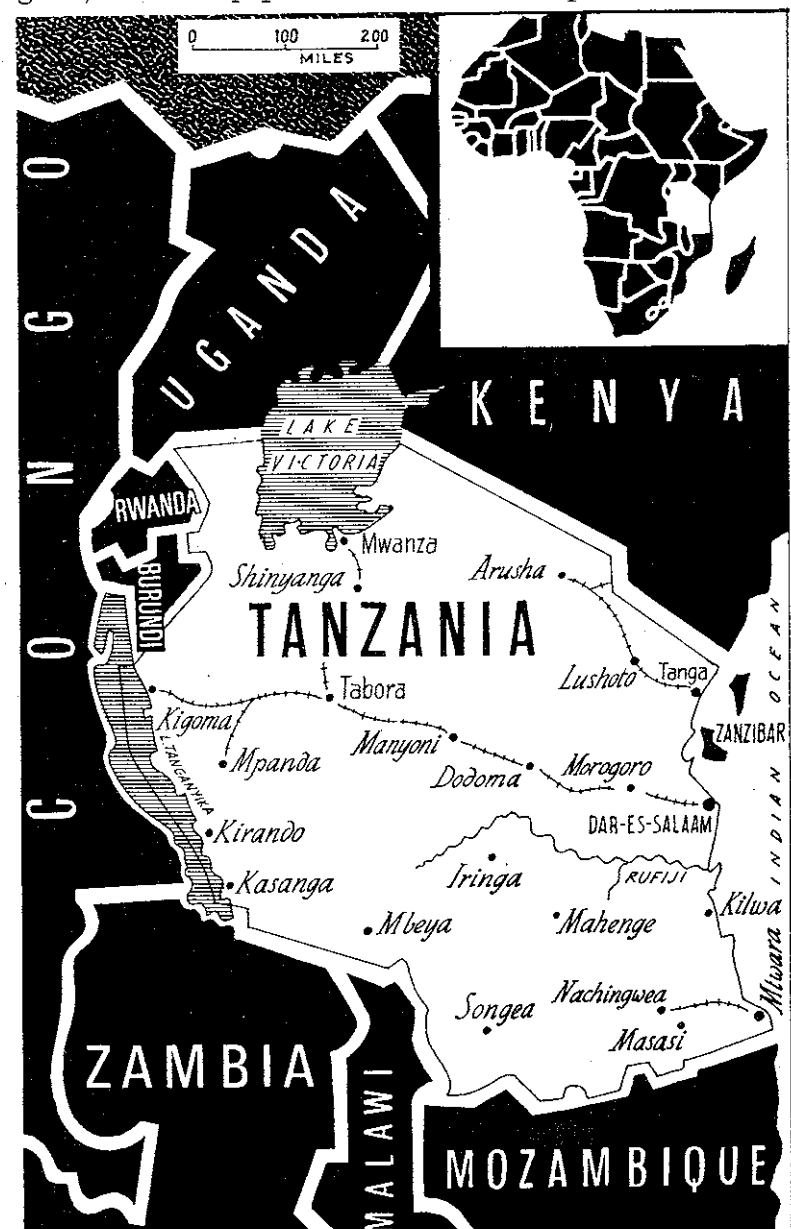 0 100 200
MILES
CONGO
UGANDA
KENYA
LAKE
VICTORIA
RWANDA
BURUNDI
Mwanza
Shinyanga
Arusha
TANZANIA
Lushoto
Tanga
INDIAN OCEAN
ZANZIBAR
Kigoma
Tabora
L.TANGANYIKA
Mpanda
Manyoni
Dodoma
Morogoro
DAR-ES-SALAAM
Kirando
Iringa
RUFIJI
Kasanga
Mbeya
Mahenge
Kilwa
Songea
Nachingwea
Masasi
Mtwara
ZAMBIA
MALAWI
MOZAMBIQUE